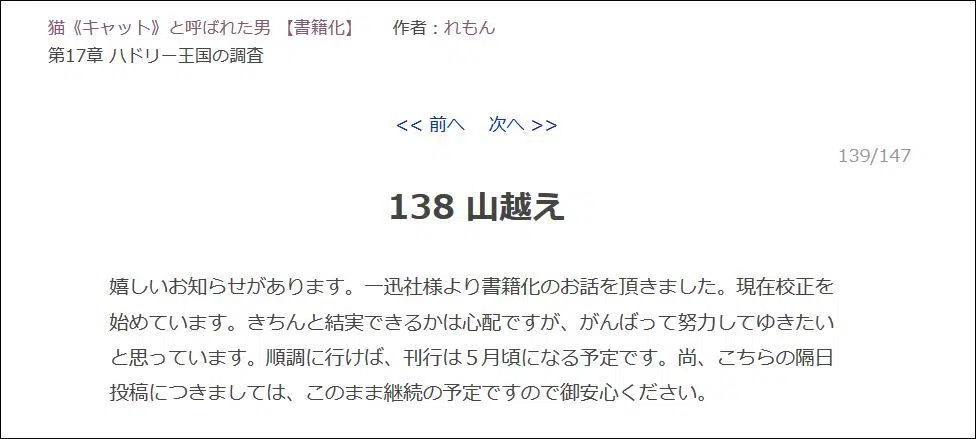 猫《キャット》と呼ばれた男 【書籍化】　作者：れもん
第17章 ハドリー王国の調査
<< 前へ　次へ >>
139/147
138 山越え
嬉しいお知らせがあります。一迅社様より書籍化のお話を頂きました。現在校正を
始めています。きちんと結実できるかは心配ですが、がんばって努力してゆきたい
と思っています。順調に行けば、刊行は５月頃になる予定です。尚、こちらの隔日
投稿につきましては、このまま継続の予定ですので御安心ください。